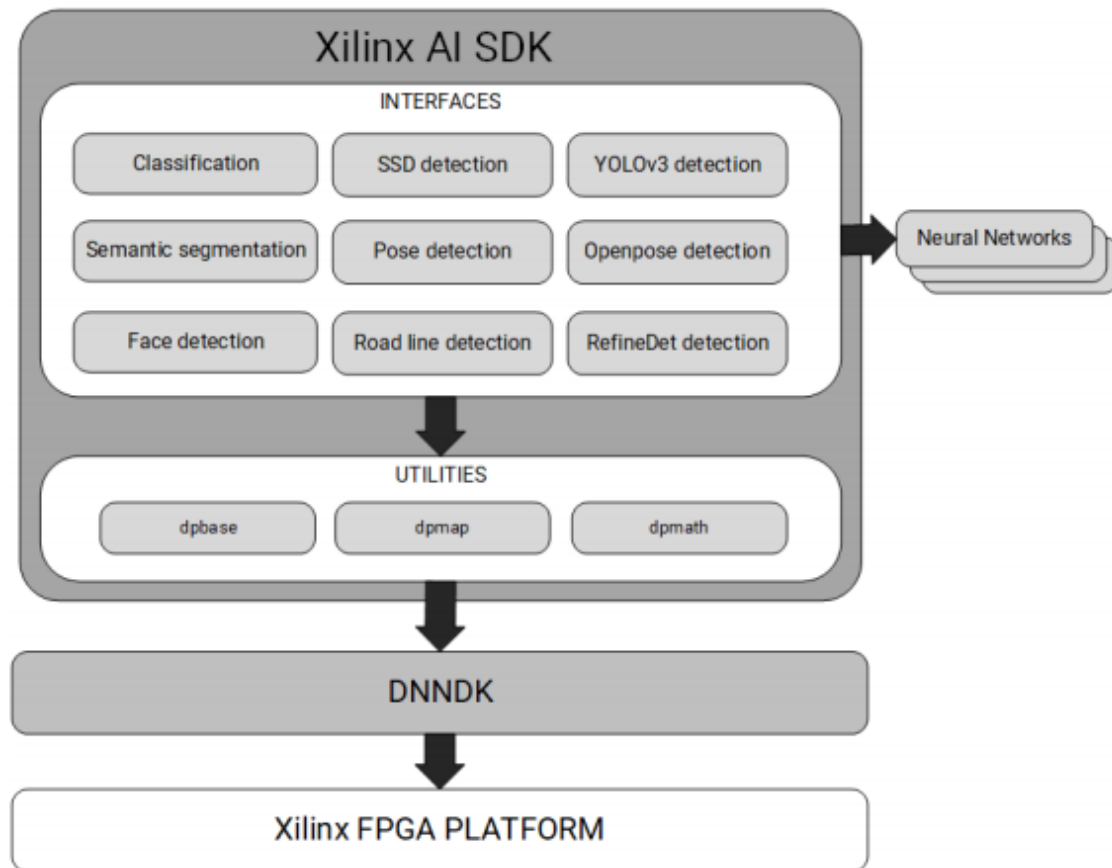 Xilinx AI SDK
INTERFACES
Classification
SSD detection
YOLOv3 detection
Semantic segmentation
Pose detection
Openpose detection
Neural Networks
Face detection
Road line detection
RefineDet detection
UTILITIES
dpbase
dpmap
dpmath
DNNDK
Xilinx FPGA PLATFORM